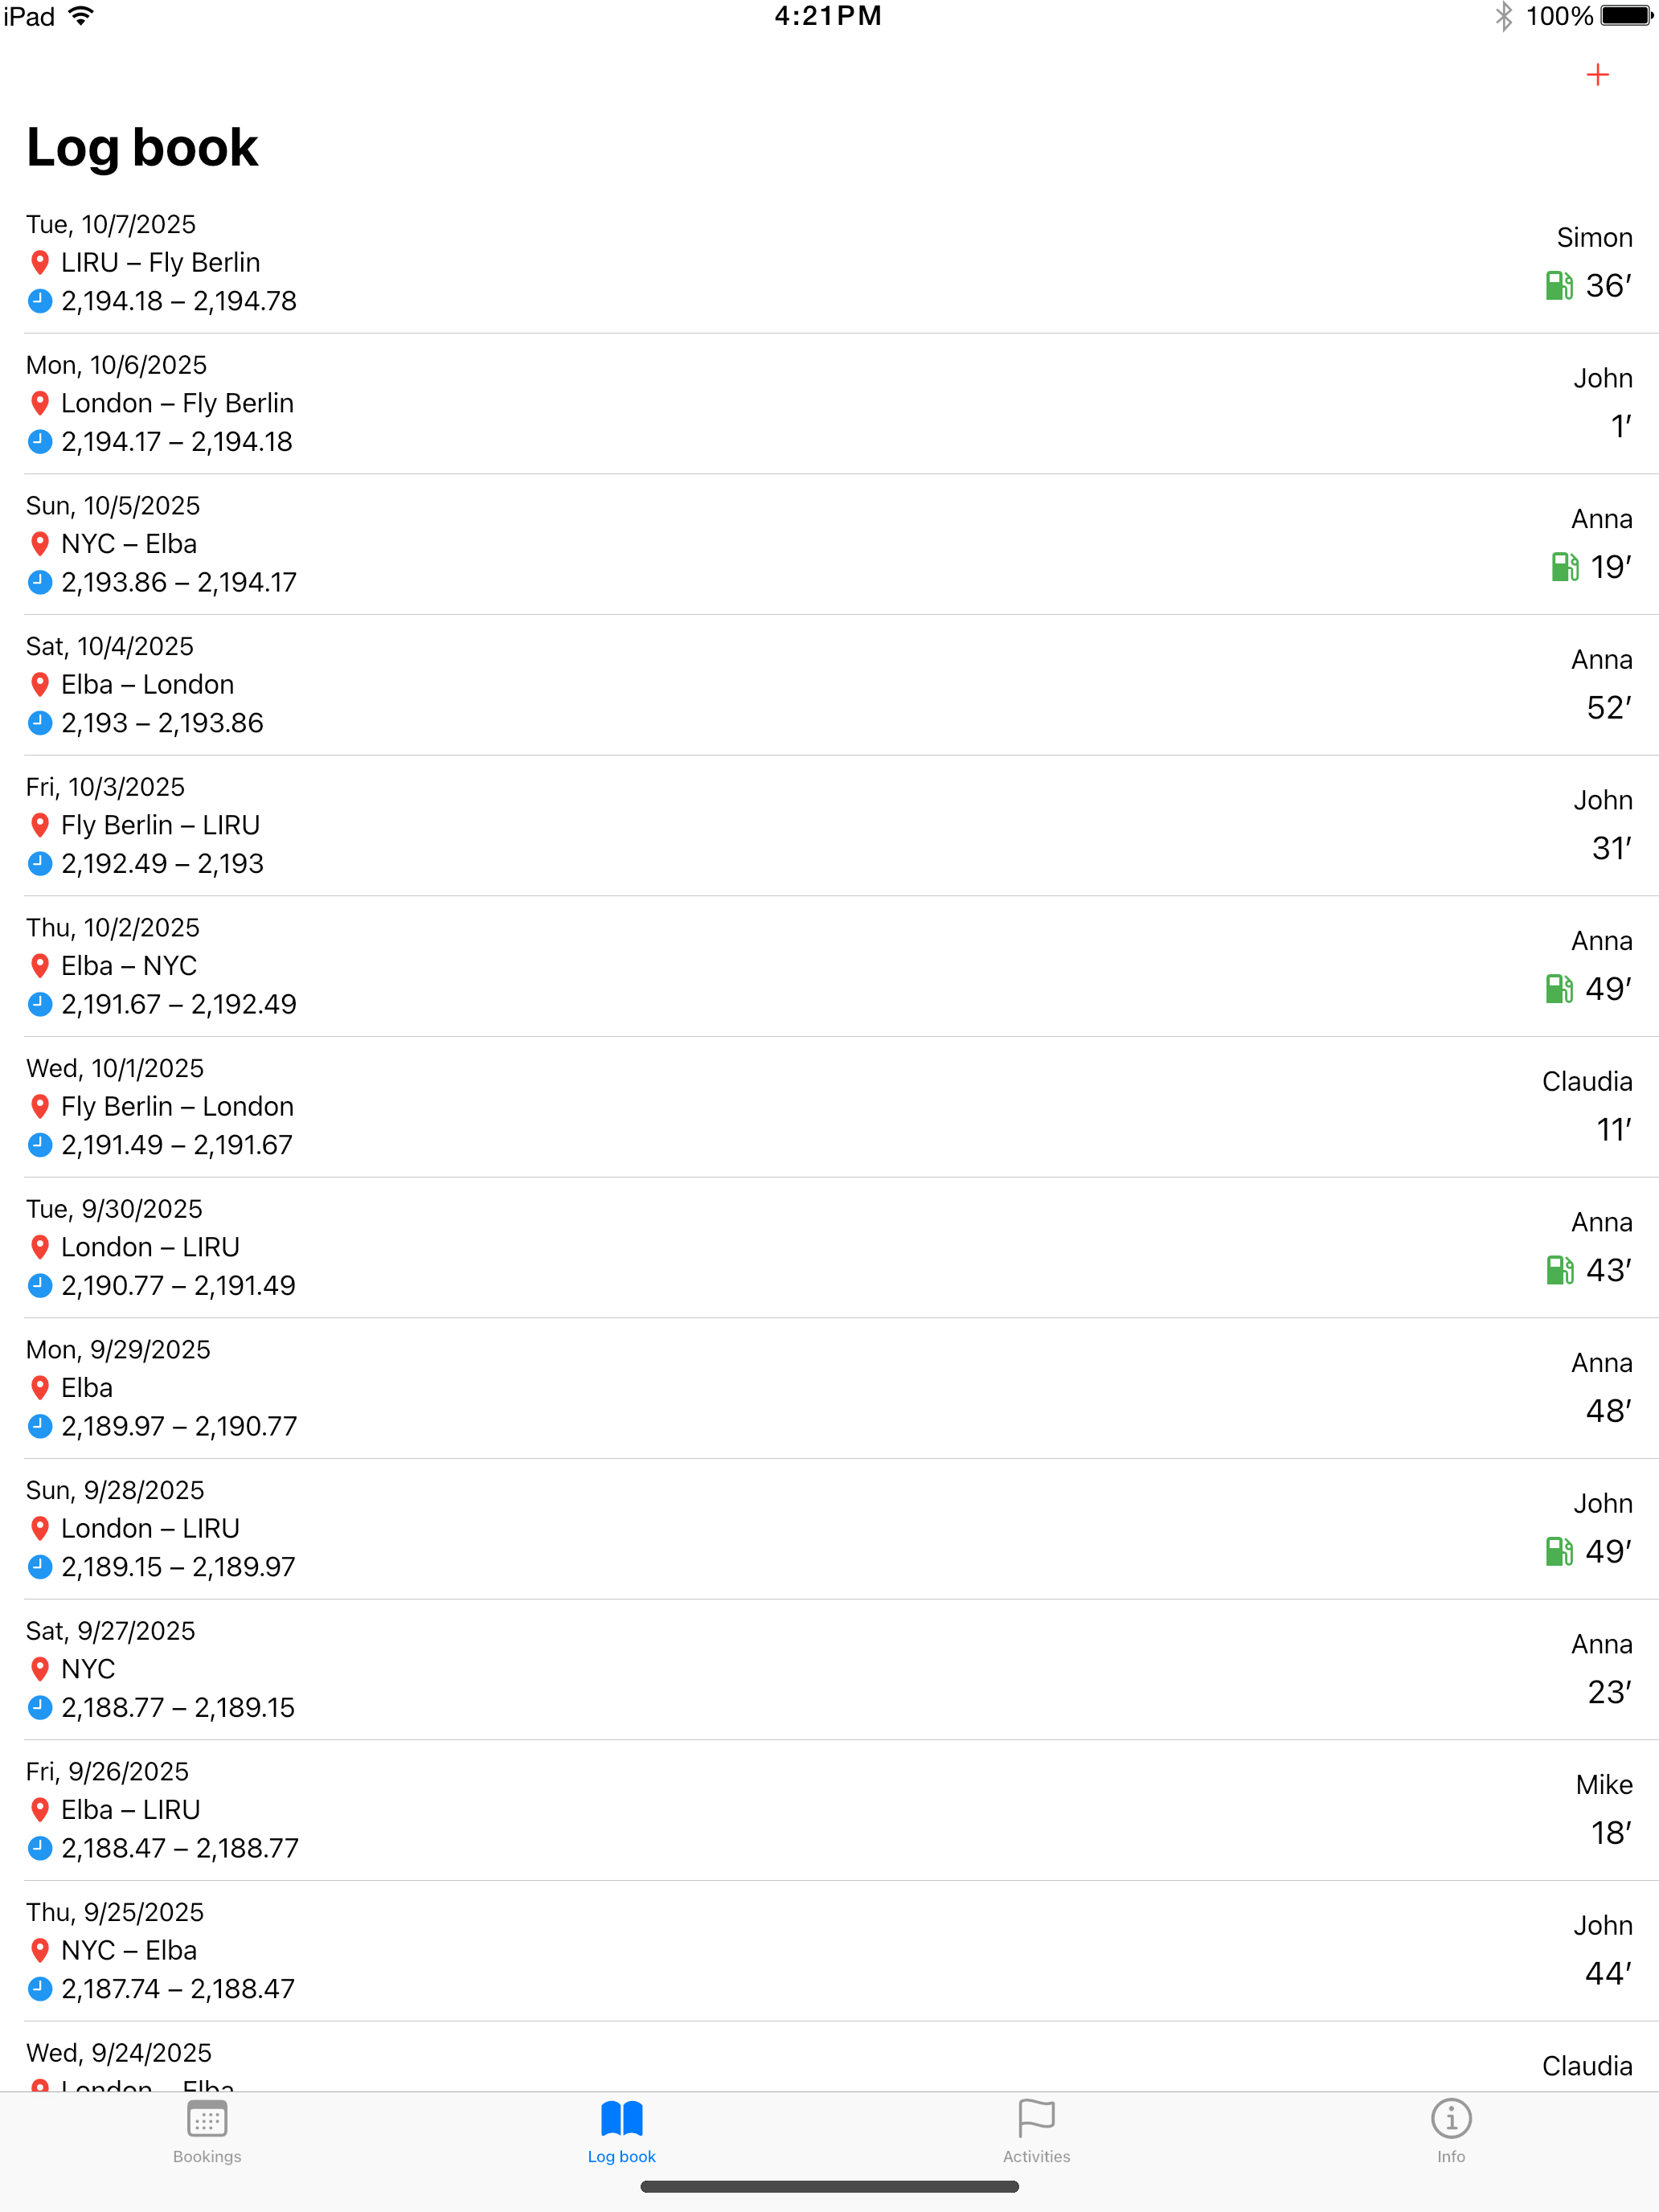 iPad 4:21PM 100%
Log book
Tue, 10/7/2025
Simon
LIRU – Fly Berlin
36′
2,194.18 – 2,194.78
Mon, 10/6/2025
John
London – Fly Berlin
1′
2,194.17 – 2,194.18
Sun, 10/5/2025
Anna
NYC – Elba
19′
2,193.86 – 2,194.17
Sat, 10/4/2025
Anna
Elba – London
52′
2,193 – 2,193.86
Fri, 10/3/2025
John
Fly Berlin – LIRU
31′
2,192.49 – 2,193
Thu, 10/2/2025
Anna
Elba – NYC
49′
2,191.67 – 2,192.49
Wed, 10/1/2025
Claudia
Fly Berlin – London
11′
2,191.49 – 2,191.67
Tue, 9/30/2025
Anna
London – LIRU
43′
2,190.77 – 2,191.49
Mon, 9/29/2025
Anna
Elba
48′
2,189.97 – 2,190.77
Sun, 9/28/2025
John
London – LIRU
49′
2,189.15 – 2,189.97
Sat, 9/27/2025
Anna
NYC
23′
2,188.77 – 2,189.15
Fri, 9/26/2025
Mike
Elba – LIRU
18′
2,188.47 – 2,188.77
Thu, 9/25/2025
John
NYC – Elba
44′
2,187.74 – 2,188.47
Wed, 9/24/2025
Claudia
London – Elba
Bookings
Log book
Activities
Info